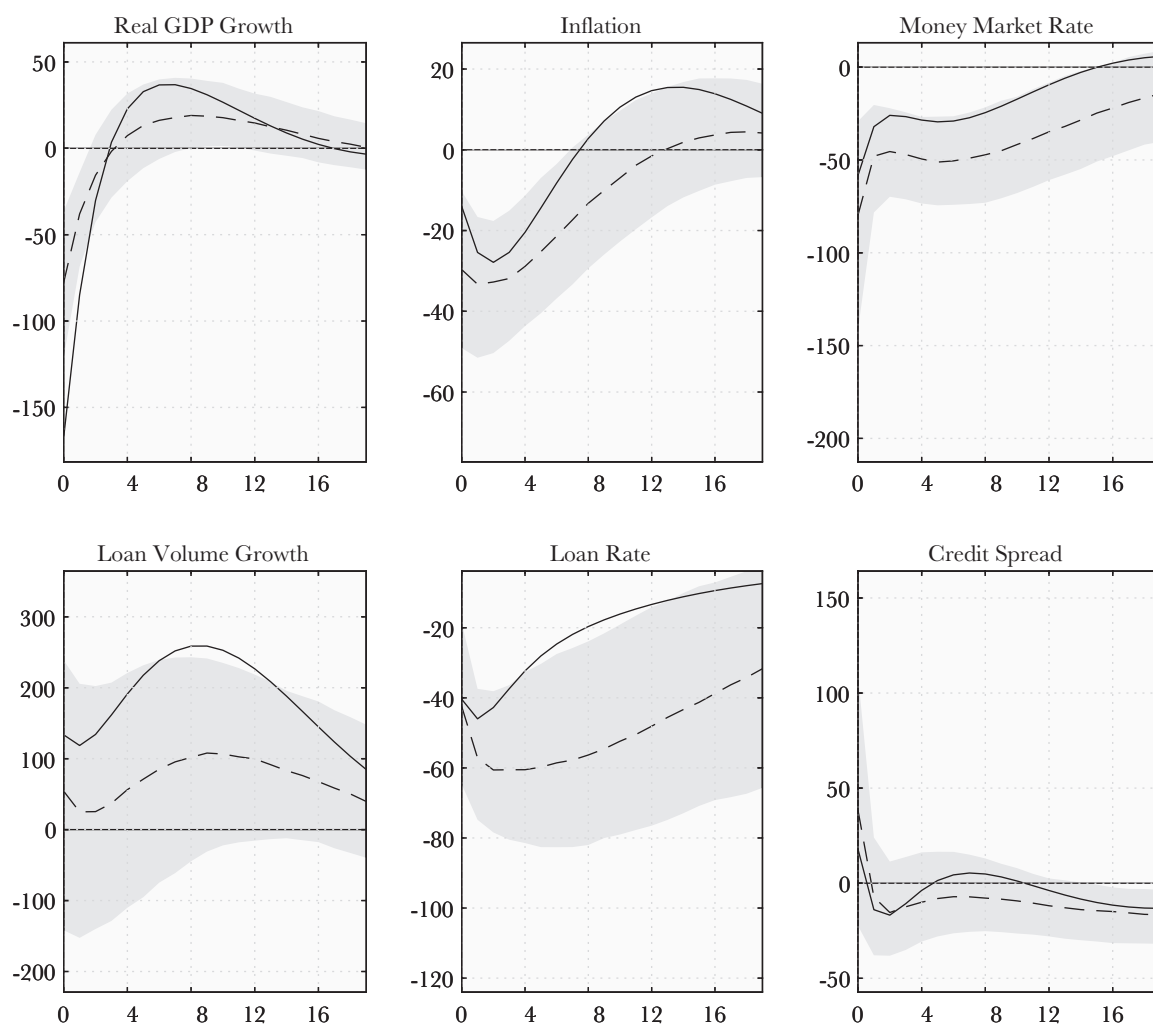 Real GDP Growth Inflation Money Market Rate
50 20 0
0 0 -50
-50 -20 -100
-100 -40 -150
-150 -60 -200
0 4 8 12 16 0 4 8 12 16 0 4 8 12 16
Loan Volume Growth Loan Rate Credit Spread
300 -20 150
200 -40 100
100 -60 50
0 -80 0
-100 -100 -50
-200 -120
0 4 8 12 16 0 4 8 12 16 0 4 8 12 16